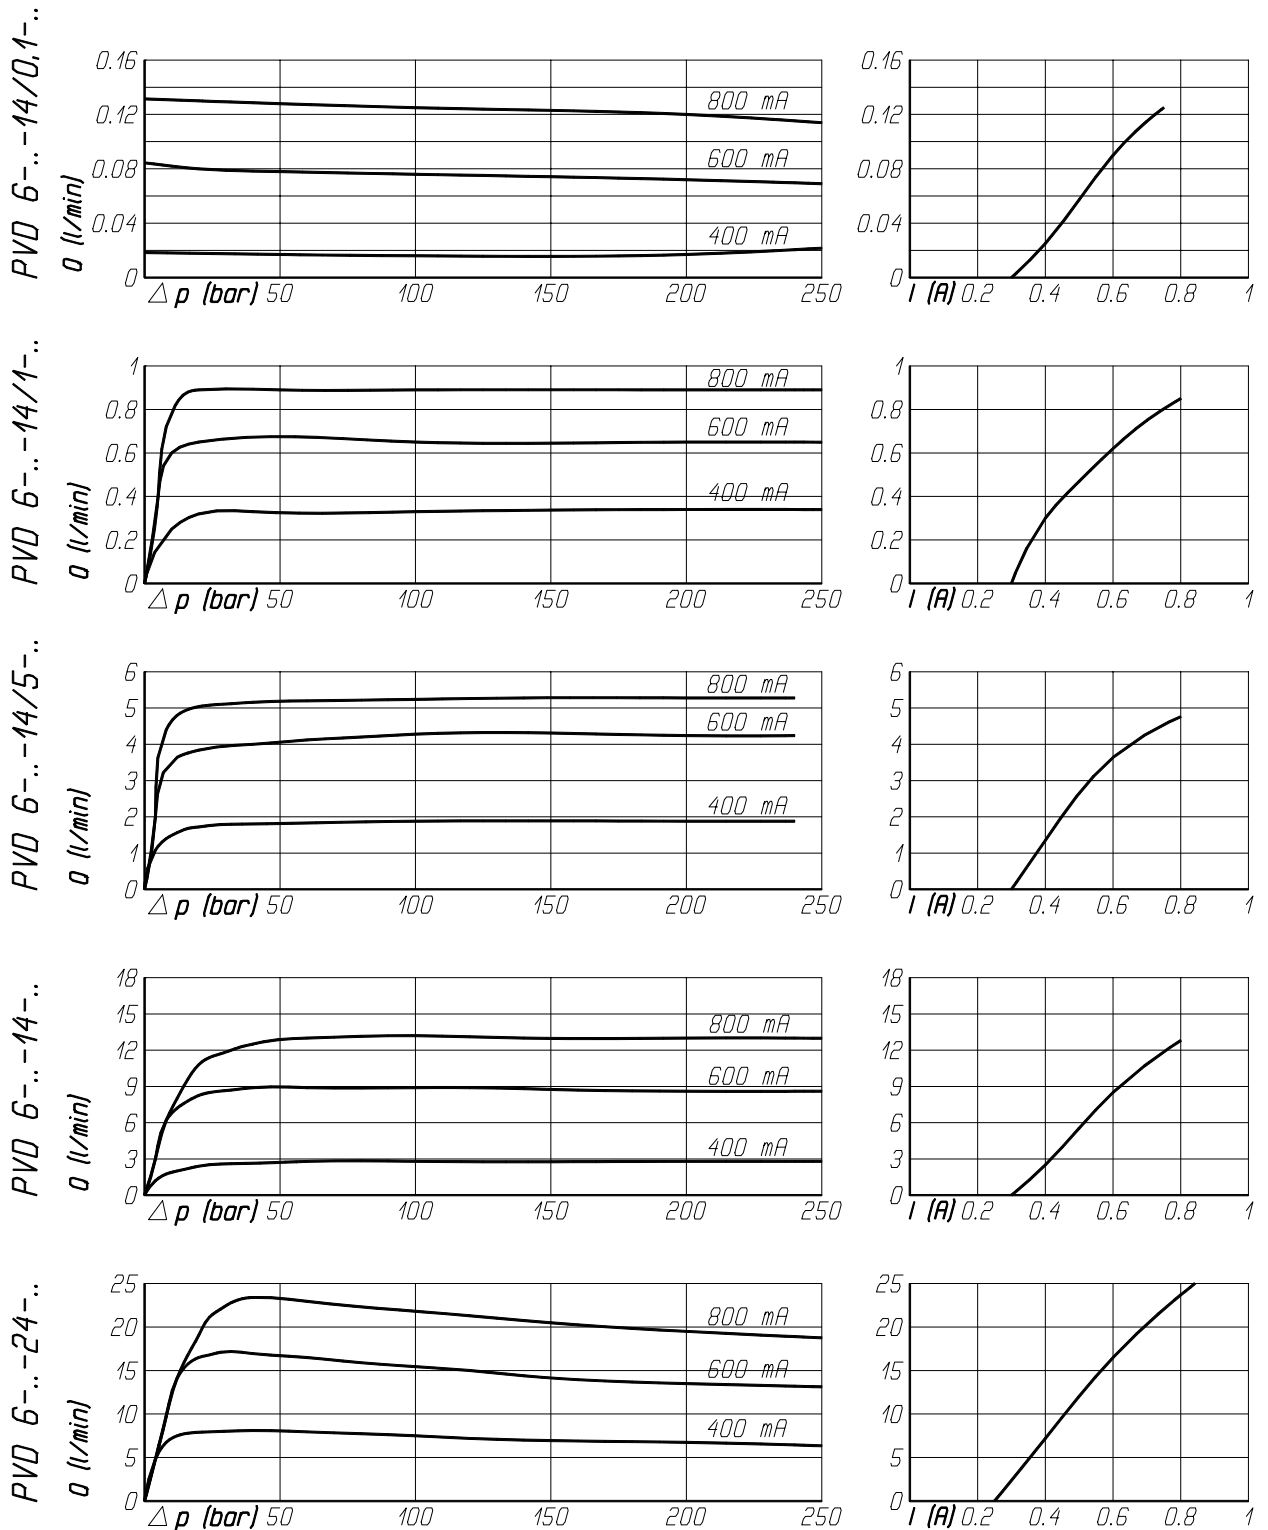 PVD 6-..-14/0,1-..
Q (l/min)
0.16
0.12
0.08
0.04
0
800 mA
600 mA
400 mA
Δ p (bar) 50 100 150 200 250
0.16
0.12
0.08
0.04
0
I (A) 0.2 0.4 0.6 0.8 1
PVD 6-..-14/1-..
Q (l/min)
1
0.8
0.6
0.4
0.2
0
800 mA
600 mA
400 mA
Δ p (bar) 50 100 150 200 250
1
0.8
0.6
0.4
0.2
0
I (A) 0.2 0.4 0.6 0.8 1
PVD 6-..-14/5-..
Q (l/min)
6
5
4
3
2
1
0
800 mA
600 mA
400 mA
Δ p (bar) 50 100 150 200 250
6
5
4
3
2
1
0
I (A) 0.2 0.4 0.6 0.8 1
PVD 6-..-14-..
Q (l/min)
18
15
12
9
6
3
0
800 mA
600 mA
400 mA
Δ p (bar) 50 100 150 200 250
18
15
12
9
6
3
0
I (A) 0.2 0.4 0.6 0.8 1
PVD 6-..-24-..
Q (l/min)
25
20
15
10
5
0
800 mA
600 mA
400 mA
Δ p (bar) 50 100 150 200 250
25
20
15
10
5
0
I (A) 0.2 0.4 0.6 0.8 1